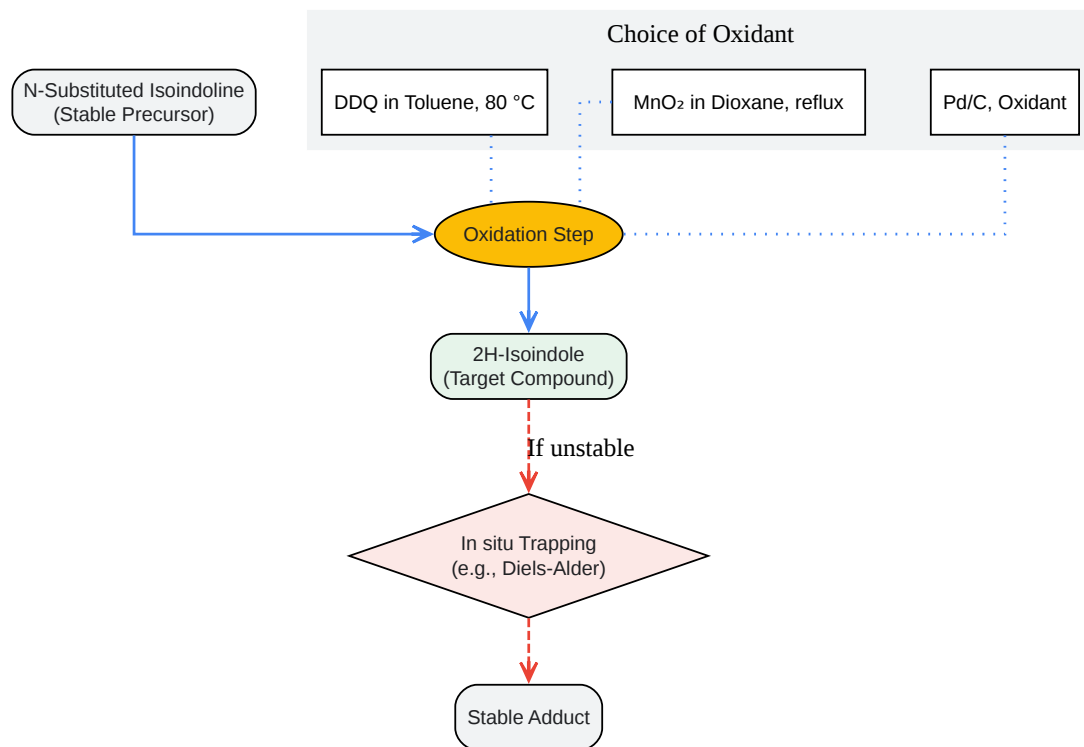 Choice of Oxidant
N-Substituted Isoindoline
(Stable Precursor)
DDQ in Toluene, 80 °C
MnO₂ in Dioxane, reflux
Pd/C, Oxidant
Oxidation Step
2H-Isoindole
(Target Compound)
If unstable
In situ Trapping
(e.g., Diels-Alder)
Stable Adduct